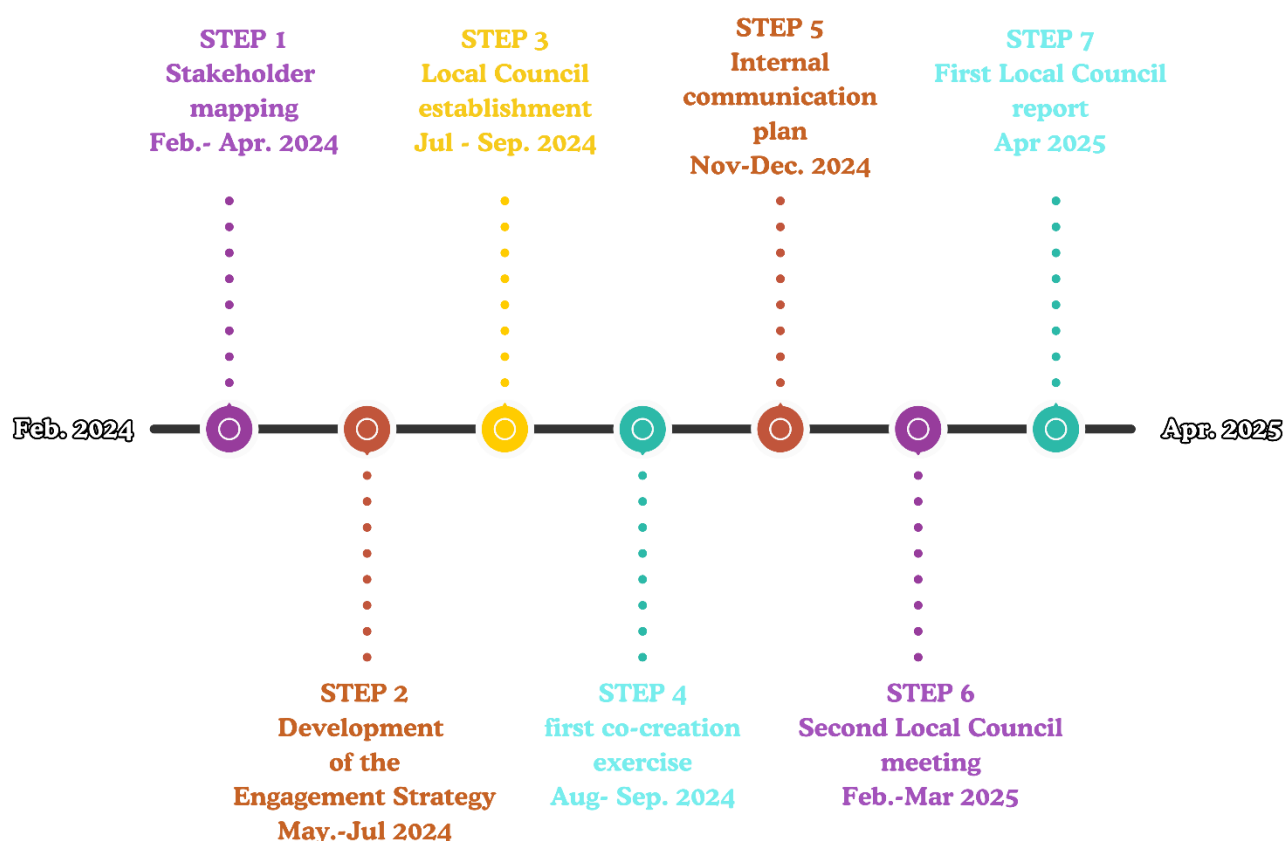 STEP 1
Stakeholder
mapping
Feb.- Apr. 2024
STEP 3
Local Council
establishment
Jul - Sep. 2024
STEP 5
Internal
communication
plan
Nov-Dec. 2024
STEP 7
First Local Council
report
Apr 2025
Feb. 2024
Apr. 2025
STEP 2
Development
of the
Engagement Strategy
May.-Jul 2024
STEP 4
first co-creation
exercise
Aug- Sep. 2024
STEP 6
Second Local Council
meeting
Feb.-Mar 2025